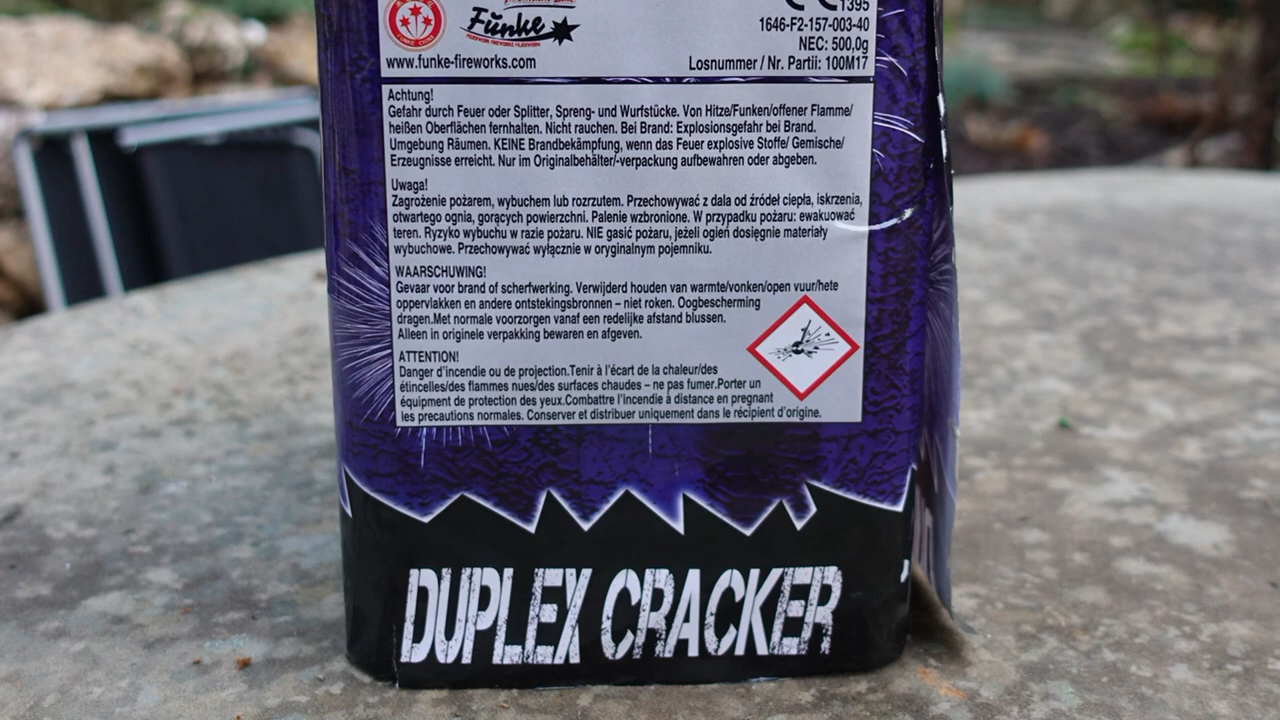 1395
Funke
1646-F2-157-003-40
NEC: 500,0g
www.funke-fireworks.com
Losnummer / Nr. Partii: 100M17
Achtung!
Gefahr durch Feuer oder Splitter, Spreng- und Wurfstücke. Von Hitze/Funken/offener Flamme/
heißen Oberflächen fernhalten. Nicht rauchen. Bei Brand: Explosionsgefahr bei Brand.
Umgebung Räumen. KEINE Brandbekämpfung, wenn das Feuer explosive Stoffe/ Gemische/
Erzeugnisse erreicht. Nur im Originalbehälter/-verpackung aufbewahren oder abgeben.
Uwaga!
Zagrożenie pożarem, wybuchem lub rozrzutem. Przechowywać z dala od źródeł ciepła, iskrzenia,
otwartego ognia, gorących powierzchni. Palenie wzbronione. W przypadku pożaru: ewakuować
teren. Ryzyko wybuchu w razie pożaru. NIE gasić pożaru, jeżeli ogień dosięgnie materiały
wybuchowe. Przechowywać wyłącznie w oryginalnym pojemniku.
WAARSCHUWING!
Gevaar voor brand of scherfwerking. Verwijderd houden van warmte/vonken/open vuur/hete
oppervlakken en andere ontstekingsbronnen – niet roken. Oogbescherming
dragen.Met normale voorzorgen vanaf een redelijke afstand blussen.
Alleen in originele verpakking bewaren en afgeven.
ATTENTION!
Danger d'incendie ou de projection.Tenir à l'écart de la chaleur/des
étincelles/des flammes nues/des surfaces chaudes – ne pas fumer.Porter un
équipement de protection des yeux.Combattre l'incendie à distance en pregnant
les precautions normales. Conserver et distribuer uniquement dans le récipient d'origine.
DUPLEX CRACKER